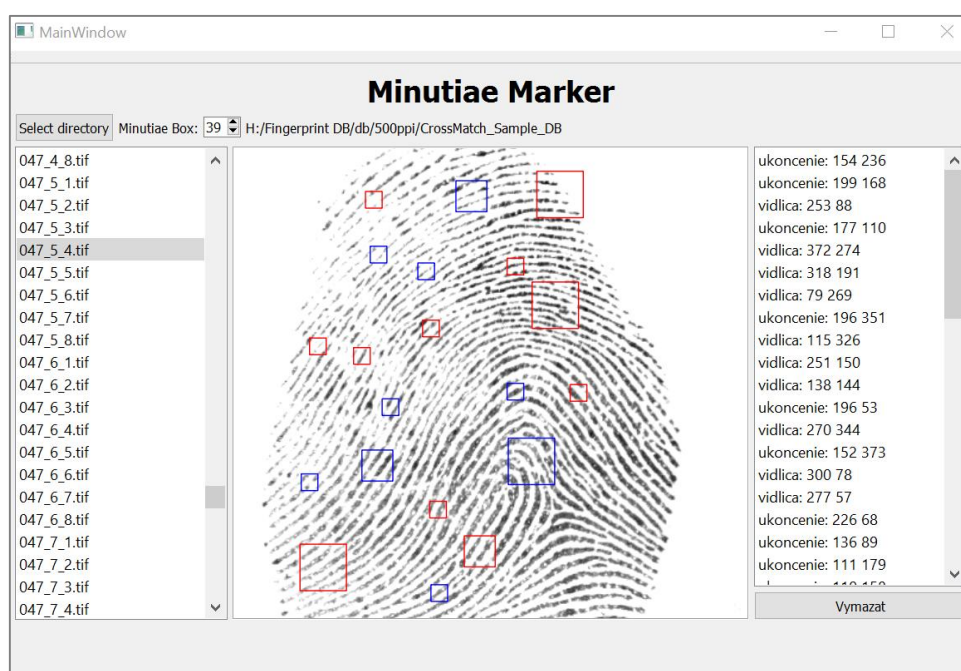 MainWindow
Minutiae Marker
Select directory Minutiae Box: 39 H:/Fingerprint DB/db/500ppi/CrossMatch_Sample_DB
047_4_8.tif
047_5_1.tif
047_5_2.tif
047_5_3.tif
047_5_4.tif
047_5_5.tif
047_5_6.tif
047_5_7.tif
047_5_8.tif
047_6_1.tif
047_6_2.tif
047_6_3.tif
047_6_4.tif
047_6_5.tif
047_6_6.tif
047_6_7.tif
047_6_8.tif
047_7_1.tif
047_7_2.tif
047_7_3.tif
047_7_4.tif
ukoncenie: 154 236
ukoncenie: 199 168
vidlica: 253 88
ukoncenie: 177 110
vidlica: 372 274
vidlica: 318 191
vidlica: 79 269
ukoncenie: 196 351
vidlica: 115 326
vidlica: 251 150
vidlica: 138 144
ukoncenie: 196 53
vidlica: 270 344
ukoncenie: 152 373
vidlica: 300 78
vidlica: 277 57
ukoncenie: 226 68
ukoncenie: 136 89
ukoncenie: 111 179
Vymazat